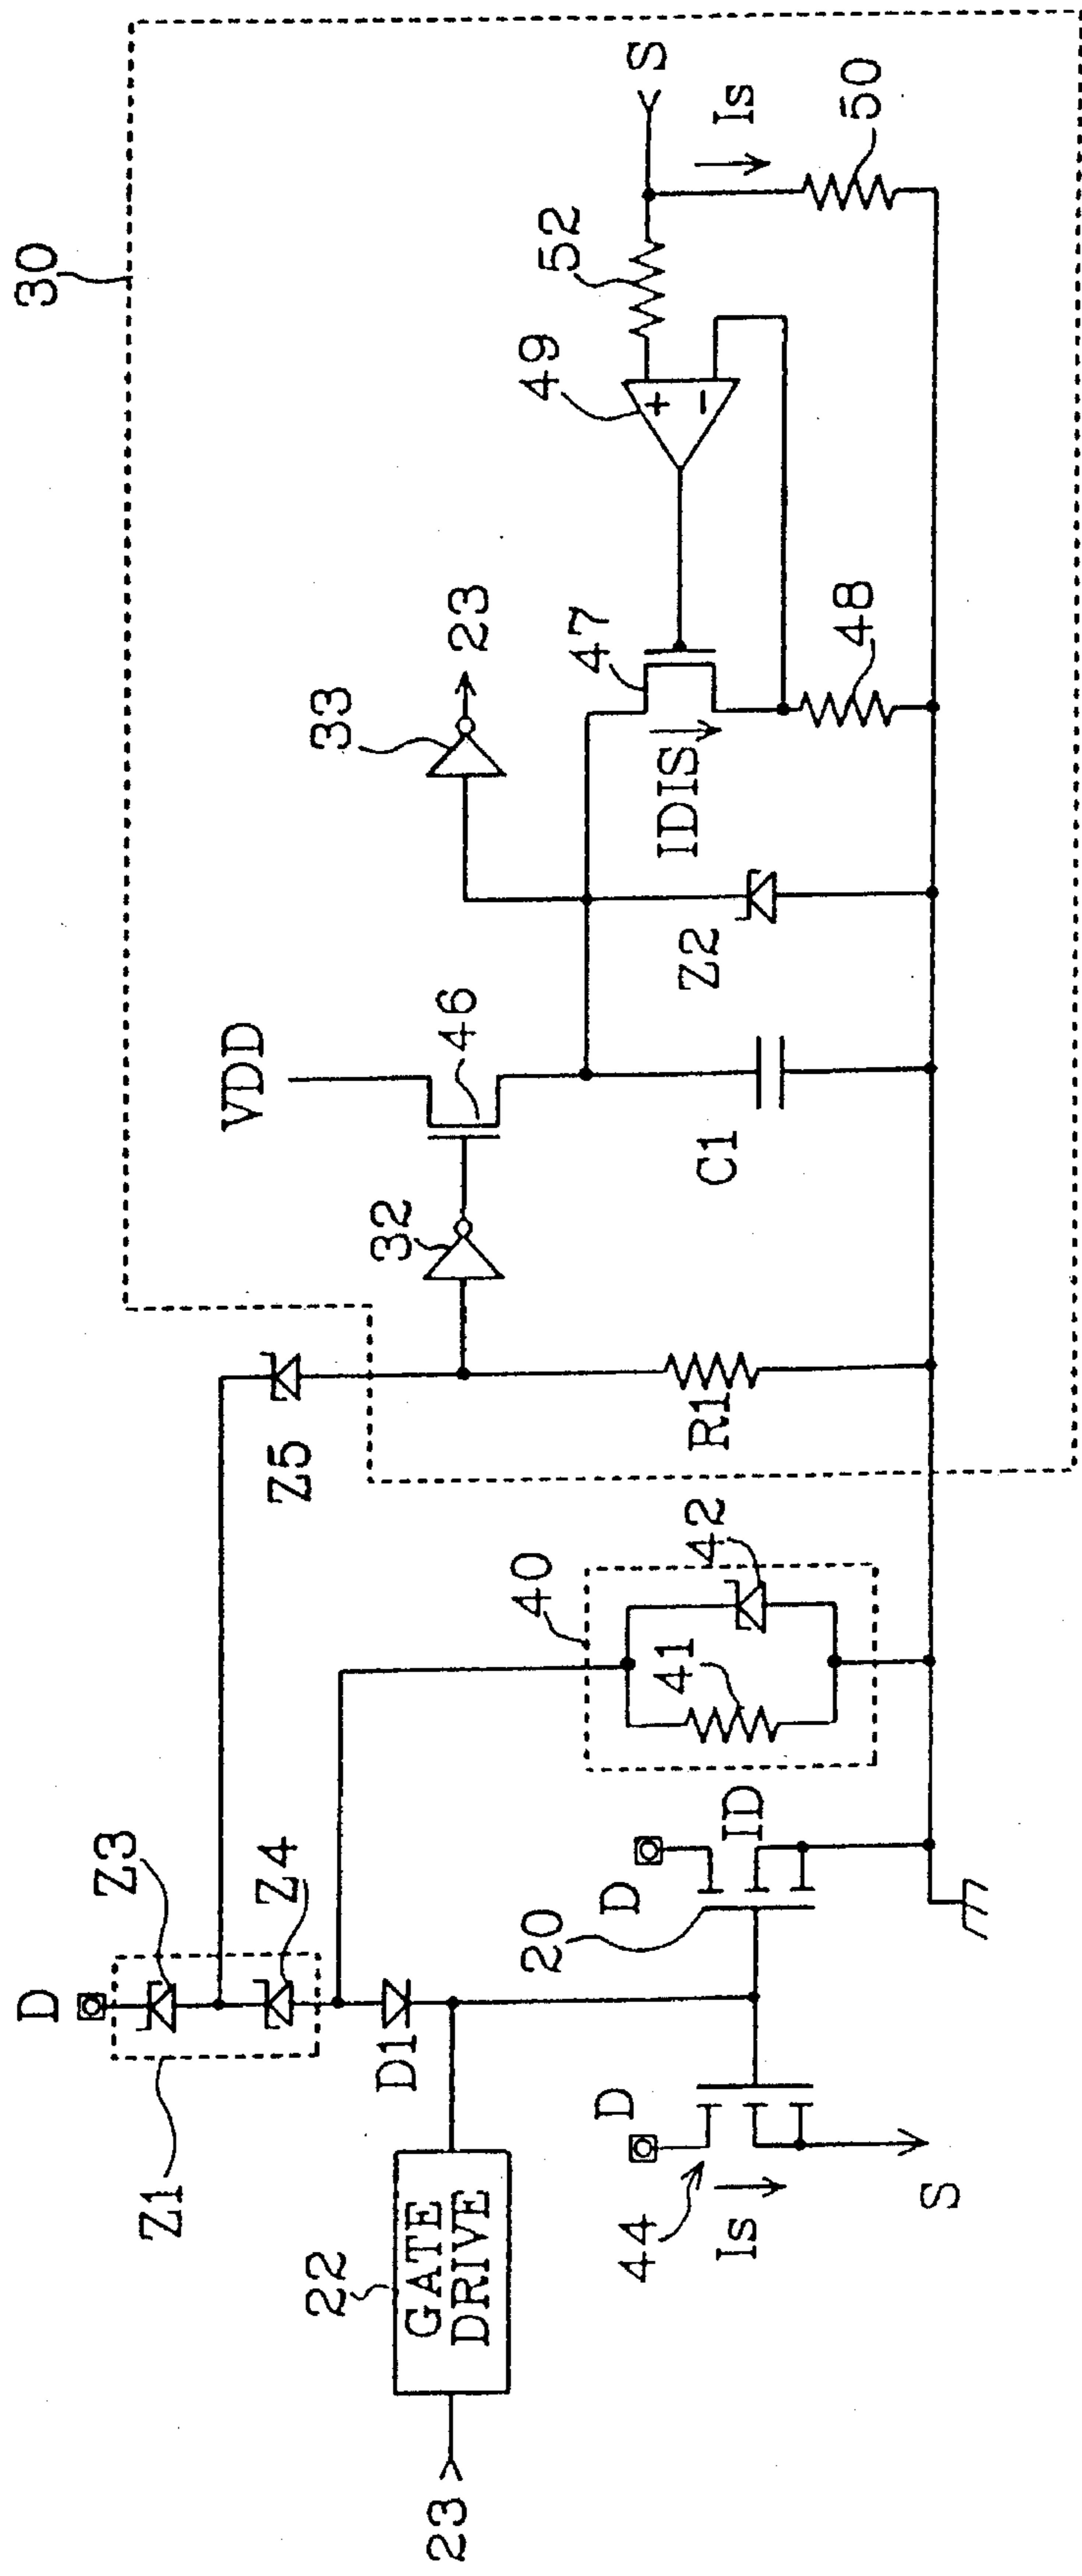 30
VDD
33
23
49
52
S
Is
50
32
46
47
IDIS
48
Z5
R1
C1
Z2
+
−
D
Z3
Z4
Z1
D1
40
41
42
22
GATE
DRIVE
23
D
44
Is
S
D
20
ID